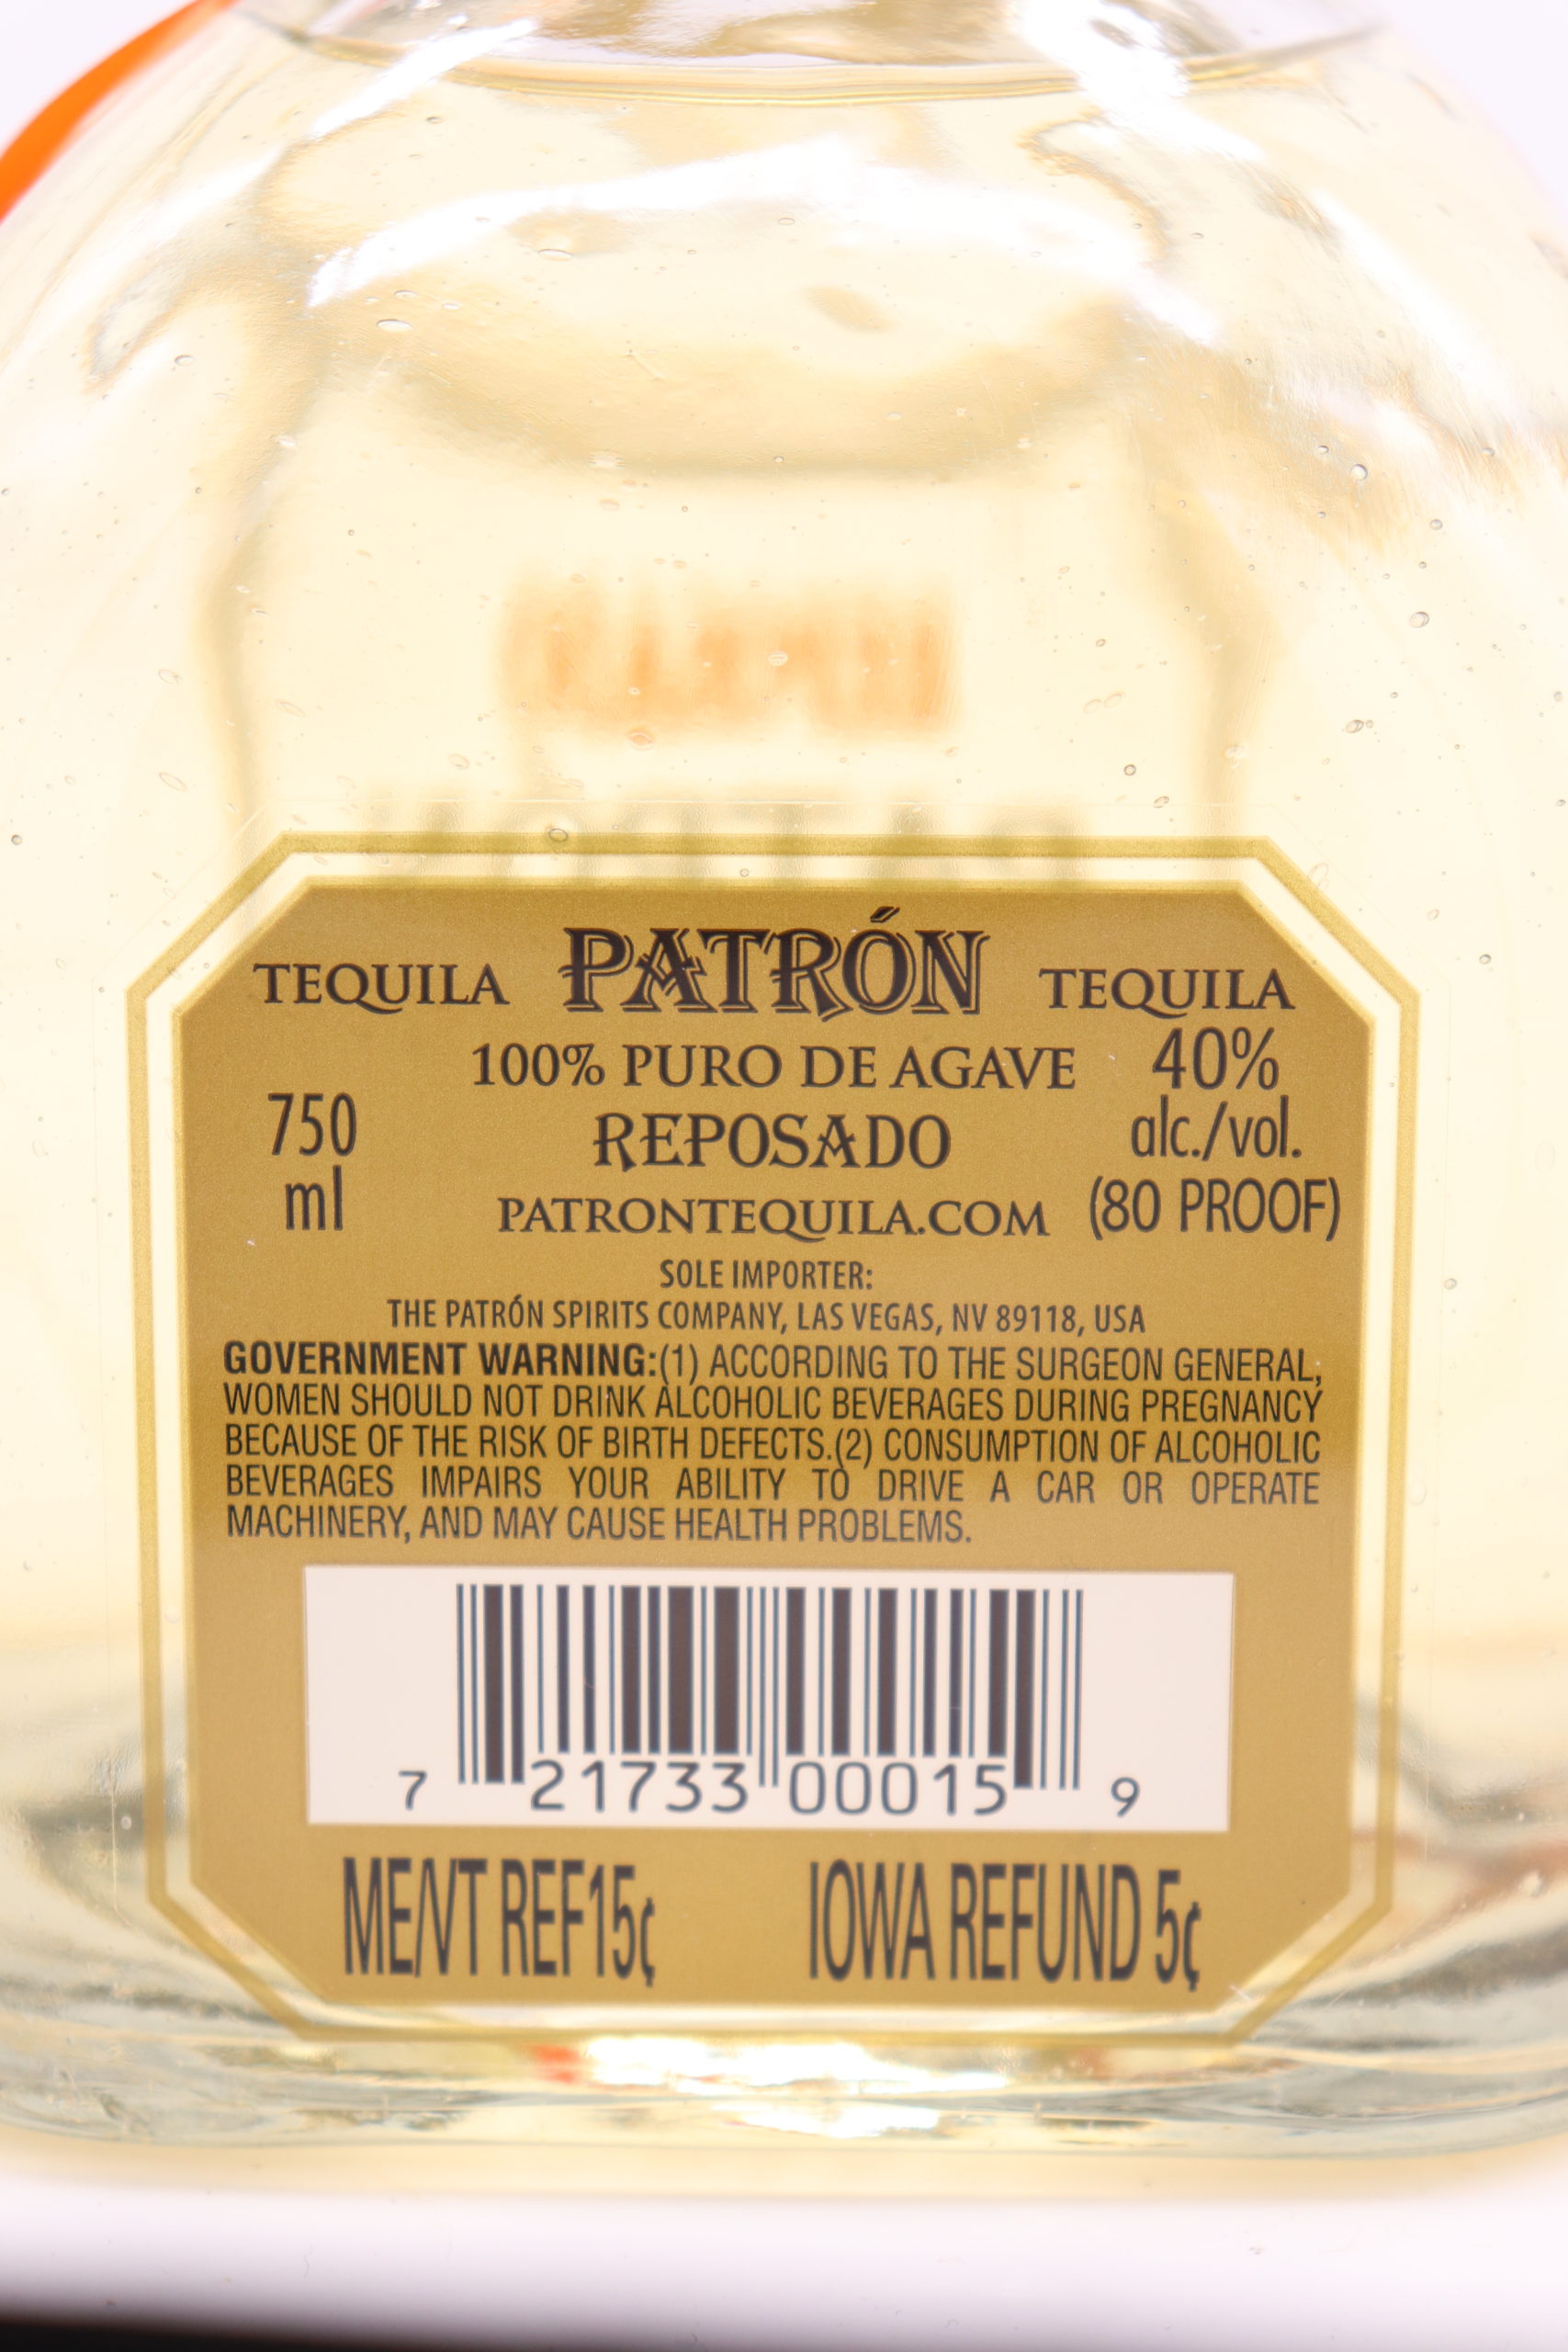 TEQUILA PATRÓN TEQUILA
100% PURO DE AGAVE 40%
750 REPOSADO alc./vol.
ml PATRONTEQUILA.COM (80 PROOF)
SOLE IMPORTER:
THE PATRÓN SPIRITS COMPANY, LAS VEGAS, NV 89118, USA
GOVERNMENT WARNING:(1) ACCORDING TO THE SURGEON GENERAL,
WOMEN SHOULD NOT DRINK ALCOHOLIC BEVERAGES DURING PREGNANCY
BECAUSE OF THE RISK OF BIRTH DEFECTS.(2) CONSUMPTION OF ALCOHOLIC
BEVERAGES IMPAIRS YOUR ABILITY TO DRIVE A CAR OR OPERATE
MACHINERY, AND MAY CAUSE HEALTH PROBLEMS.
7 21733 00015 9
ME/VT REF15¢ IOWA REFUND 5¢